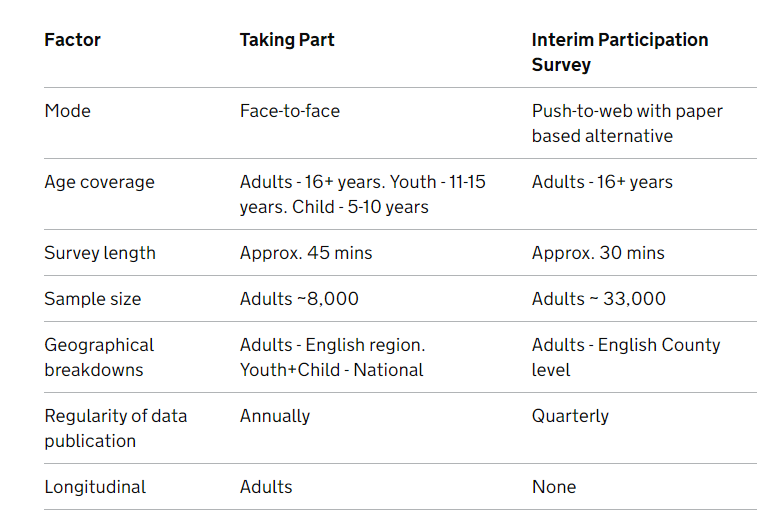 Factor Taking Part Interim Participation
Survey
Mode Face-to-face Push-to-web with paper
based alternative
Age coverage Adults - 16+ years. Youth - 11-15 Adults - 16+ years
years. Child - 5-10 years
Survey length Approx. 45 mins Approx. 30 mins
Sample size Adults ~8,000 Adults ~ 33,000
Geographical Adults - English region. Adults - English County
breakdowns Youth+Child - National level
Regularity of data Annually Quarterly
publication
Longitudinal Adults None